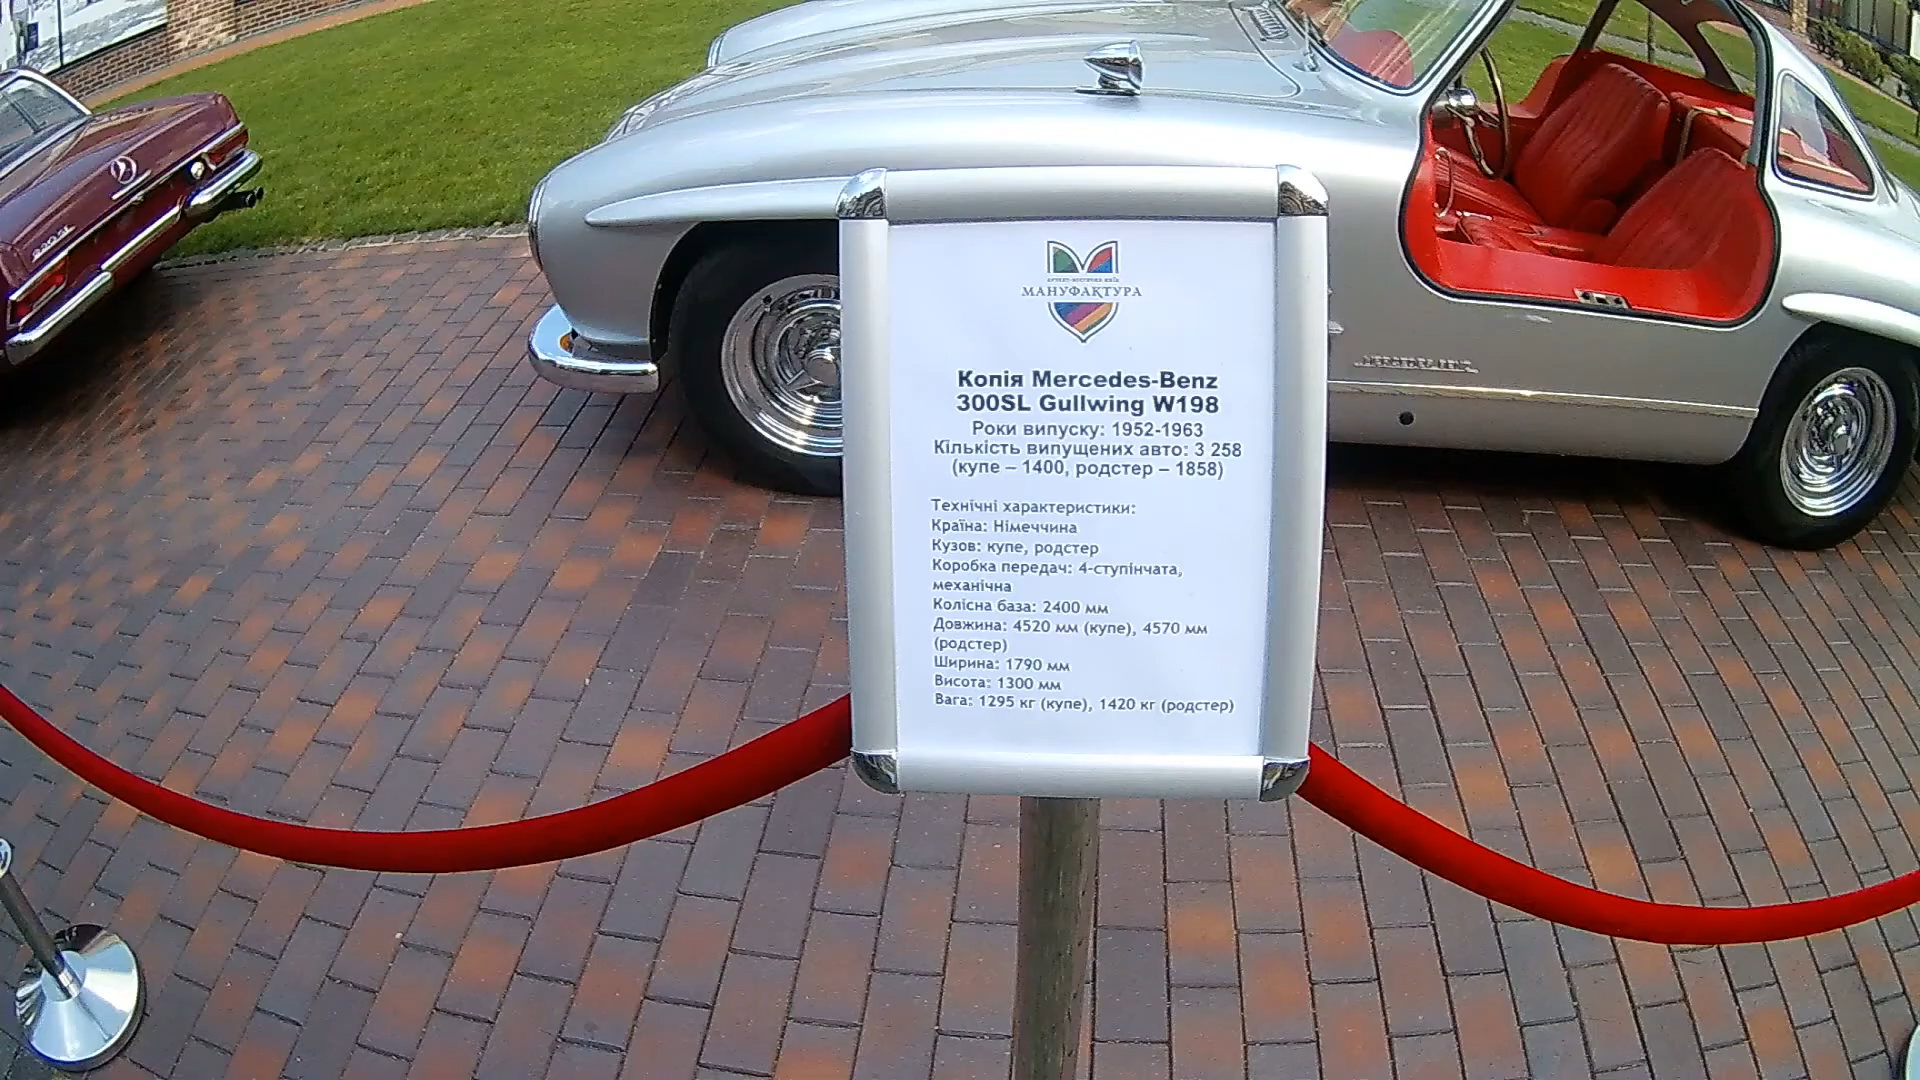 МАНУФАКТУРА
Копія Mercedes-Benz
300SL Gullwing W198
Роки випуску: 1952-1963
Кількість випущених авто: 3 258
(купе – 1400, родстер – 1858)
Технічні характеристики:
Країна: Німеччина
Кузов: купе, родстер
Коробка передач: 4-ступінчата,
механічна
Колісна база: 2400 мм
Довжина: 4520 мм (купе), 4570 мм
(родстер)
Ширина: 1790 мм
Висота: 1300 мм
Вага: 1295 кг (купе), 1420 кг (родстер)
MERCEDES-BENZ